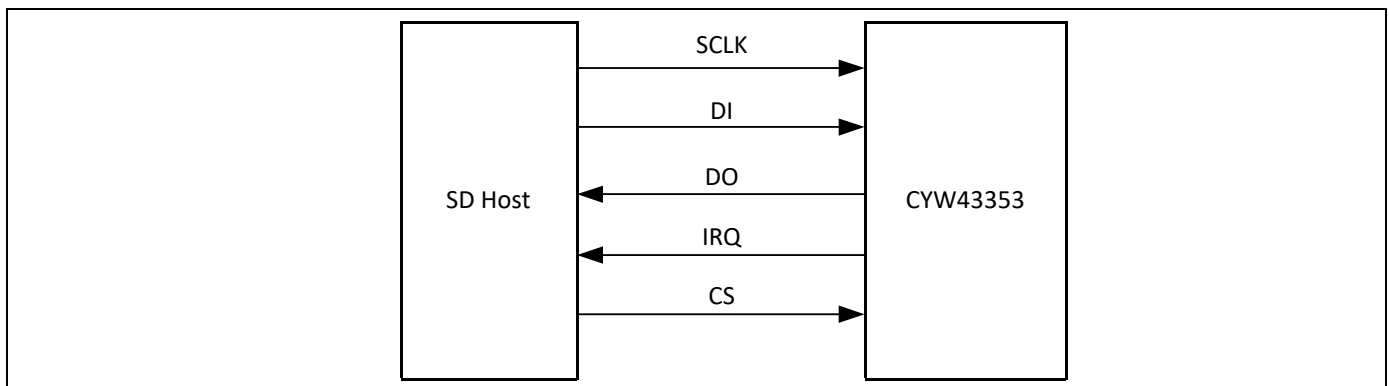 SCLK
DI
DO
SD Host
CYW43353
IRQ
CS